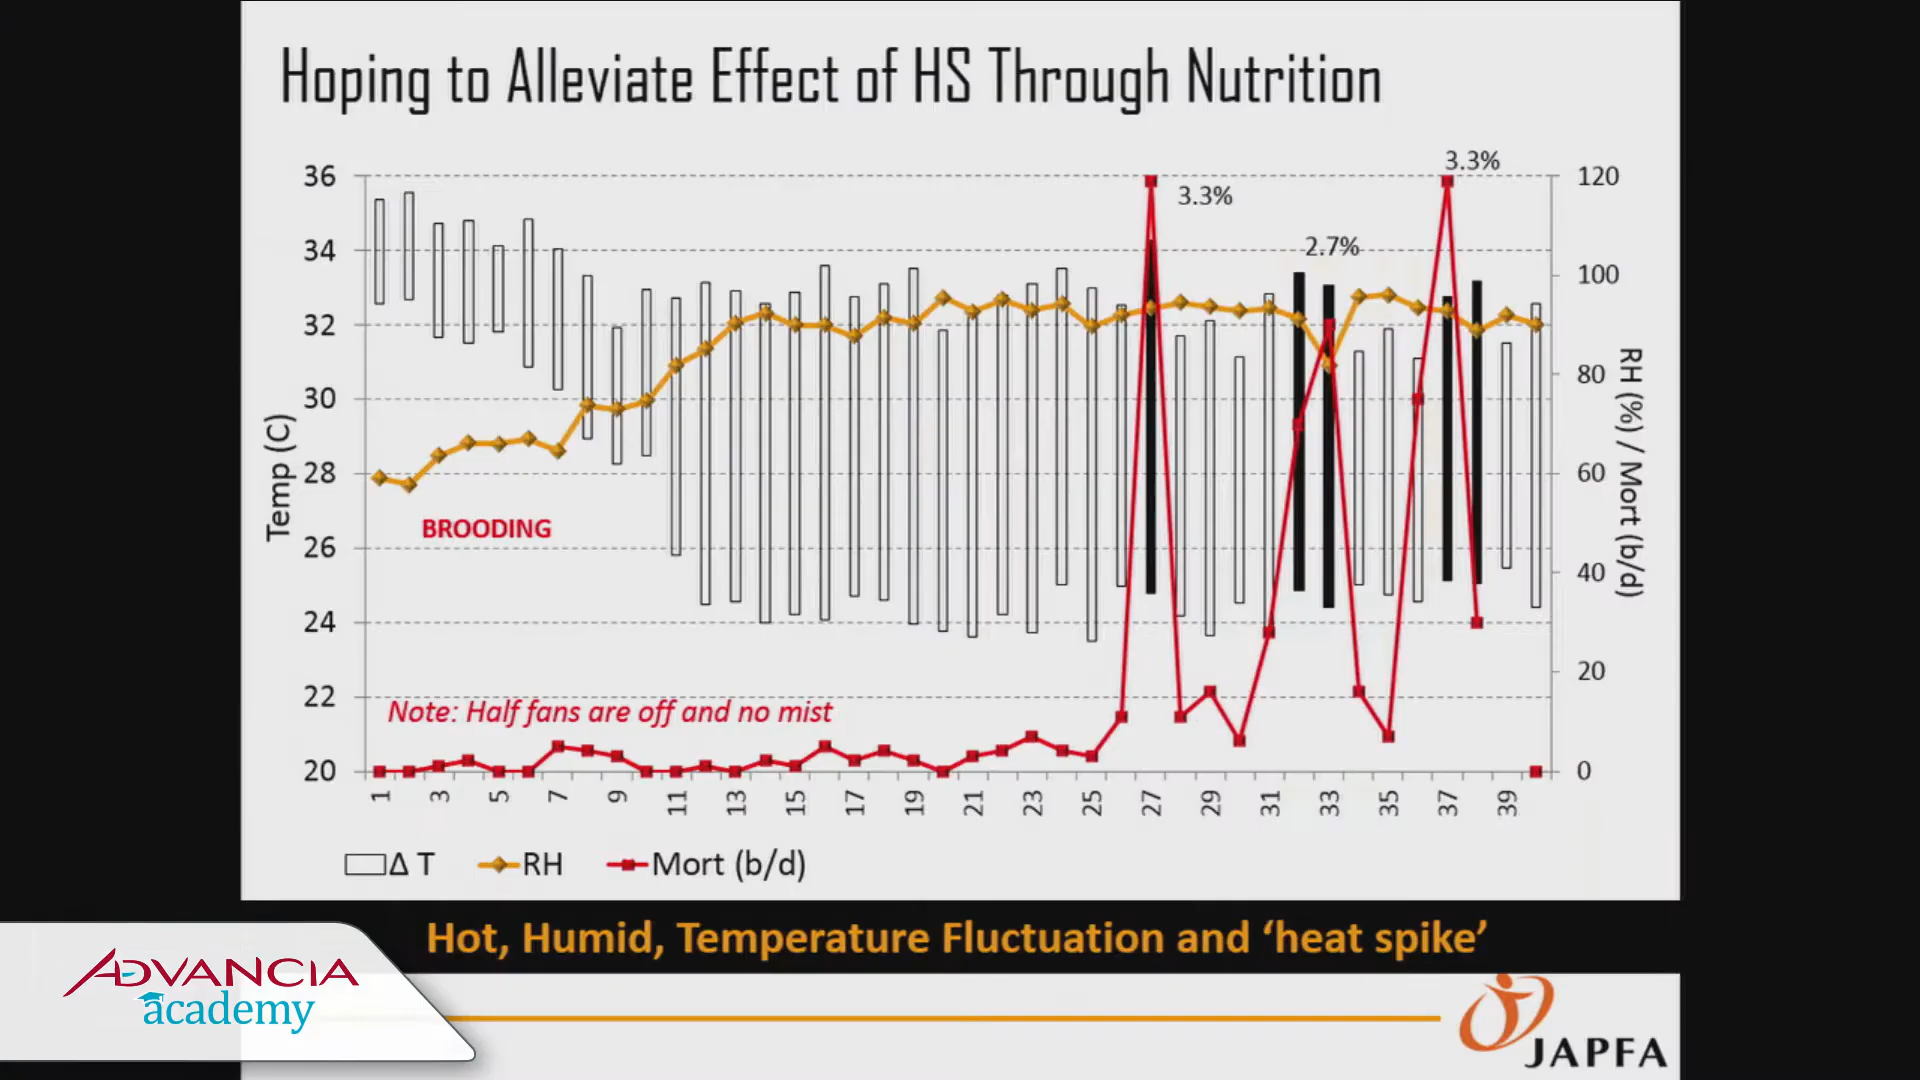 Hoping to Alleviate Effect of HS Through Nutrition
3.3%
36
120
3.3%
34
2.7%
100
32
30
80
28
60
26
40
24
22
20
20
0
Temp (C)
RH (%) / Mort (b/d)
BROODING
Note: Half fans are off and no mist
1 3 5 7 9 11 13 15 17 19 21 23 25 27 29 31 33 35 37 39
Δ T RH Mort (b/d)
Hot, Humid, Temperature Fluctuation and ‘heat spike’
ADVANCIA
academy
JAPFA